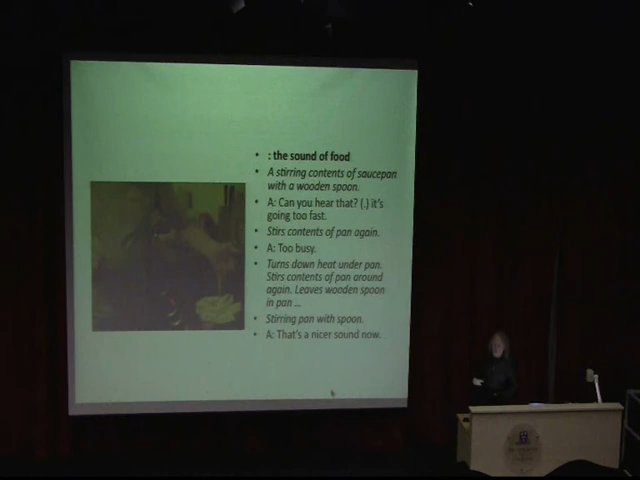 • : the sound of food
• A stirring contents of saucepan
with a wooden spoon.
• A: Can you hear that? (.) it's
going too fast.
• Stirs contents of pan again.
• A: Too busy.
• Turns down heat under pan.
Stirs contents of pan around
again. Leaves wooden spoon
in pan ...
• Stirring pan with spoon.
• A: That's a nicer sound now.